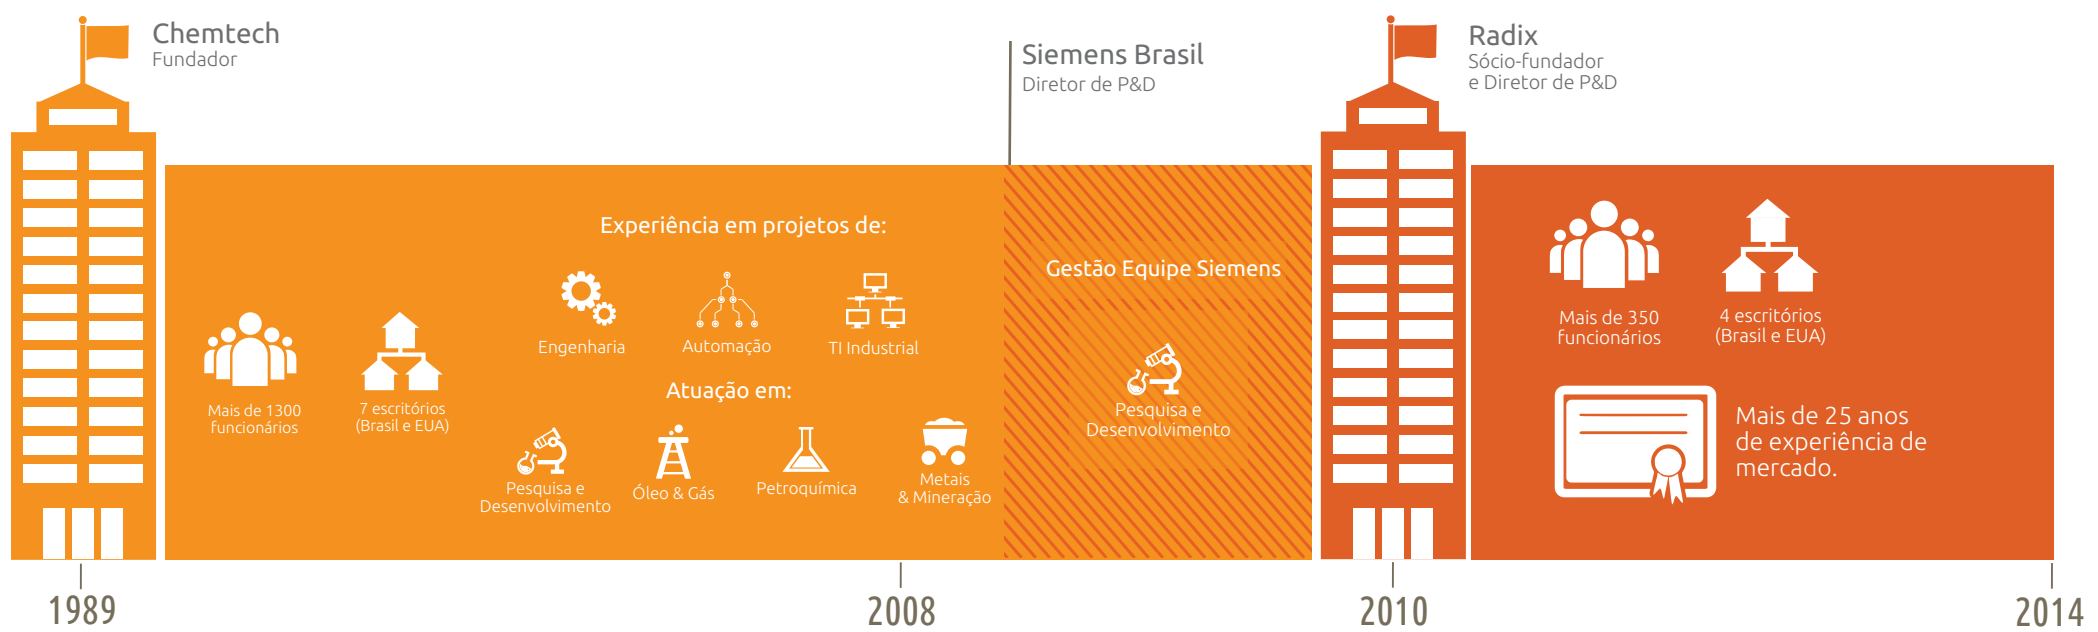 Chemtech
Fundador
Siemens Brasil
Diretor de P&D
Radix
Sócio-fundador
e Diretor de P&D
Mais de 1300
funcionários
7 escritórios
(Brasil e EUA)
Experiência em projetos de:
Engenharia
Automação
TI Industrial
Atuação em:
Pesquisa e
Desenvolvimento
Óleo & Gás
Petroquímica
Metais
& Mineração
Gestão Equipe Siemens
Pesquisa e
Desenvolvimento
Mais de 350
funcionários
4 escritórios
(Brasil e EUA)
Mais de 25 anos
de experiência de
mercado.
1989
2008
2010
2014